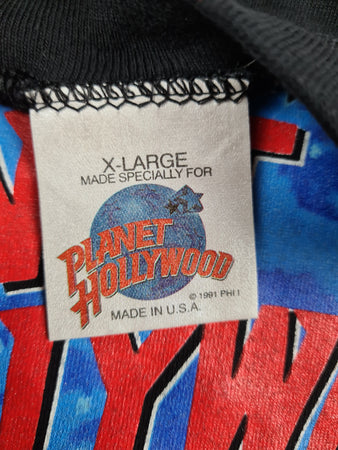 X-LARGE
MADE SPECIALLY FOR
PLANET
HOLLYWOOD
© 1991 PHI I
MADE IN U.S.A.